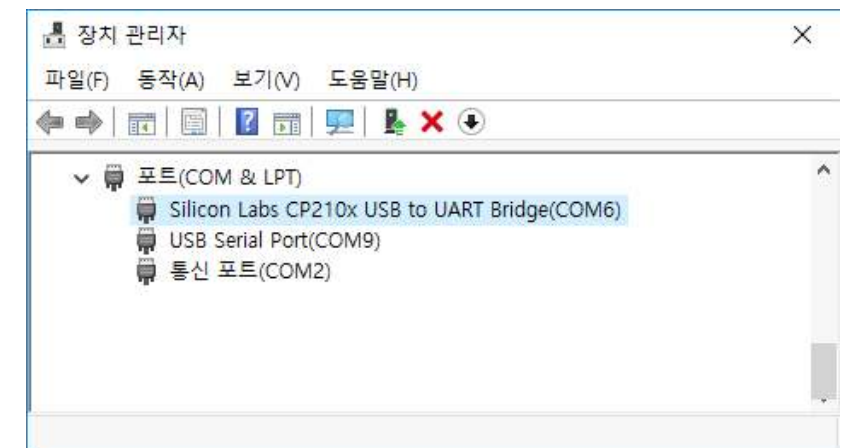 장치 관리자
파일(F) 동작(A) 보기(V) 도움말(H)
포트(COM & LPT)
Silicon Labs CP210x USB to UART Bridge(COM6)
USB Serial Port(COM9)
통신 포트(COM2)